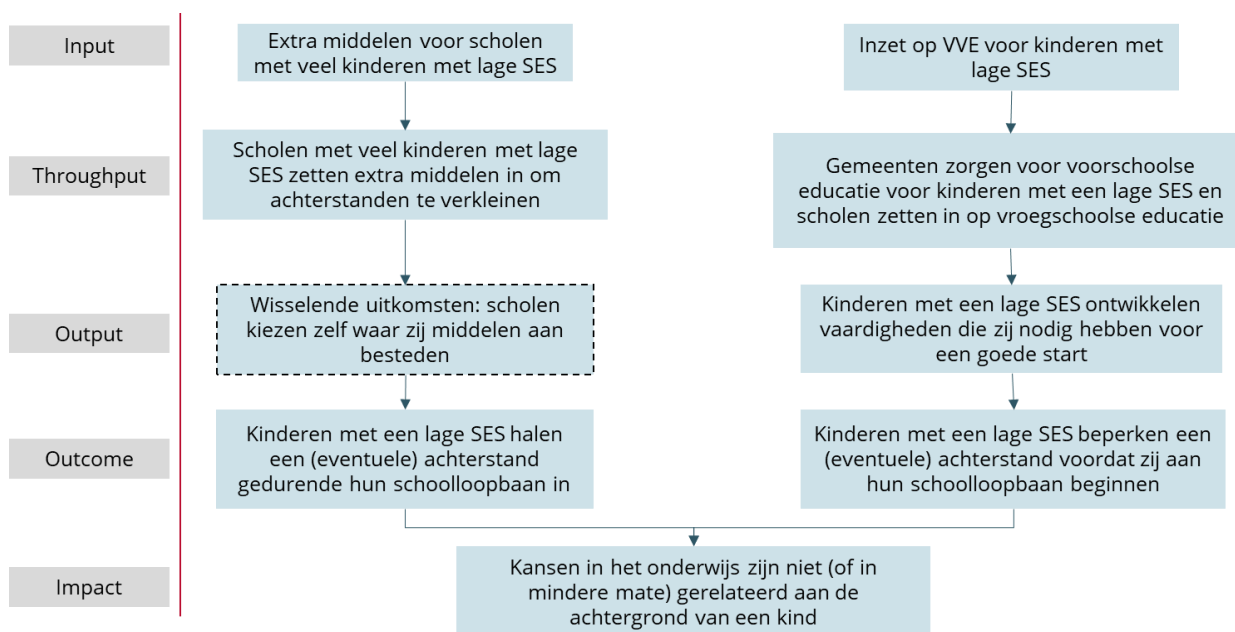 Input
Extra middelen voor scholen
met veel kinderen met lage SES
Inzet op VVE voor kinderen met
lage SES
Throughput
Scholen met veel kinderen met lage
SES zetten extra middelen in om
achterstanden te verkleinen
Gemeenten zorgen voor voorschoolse
educatie voor kinderen met een lage SES en
scholen zetten in op vroegschoolse educatie
Output
Wisselende uitkomsten: scholen
kiezen zelf waar zij middelen aan
besteden
Kinderen met een lage SES ontwikkelen
vaardigheden die zij nodig hebben voor
een goede start
Outcome
Kinderen met een lage SES halen
een (eventuele) achterstand
gedurende hun schoolloopbaan in
Kinderen met een lage SES beperken een
(eventuele) achterstand voordat zij aan
hun schoolloopbaan beginnen
Impact
Kansen in het onderwijs zijn niet (of in
mindere mate) gerelateerd aan de
achtergrond van een kind